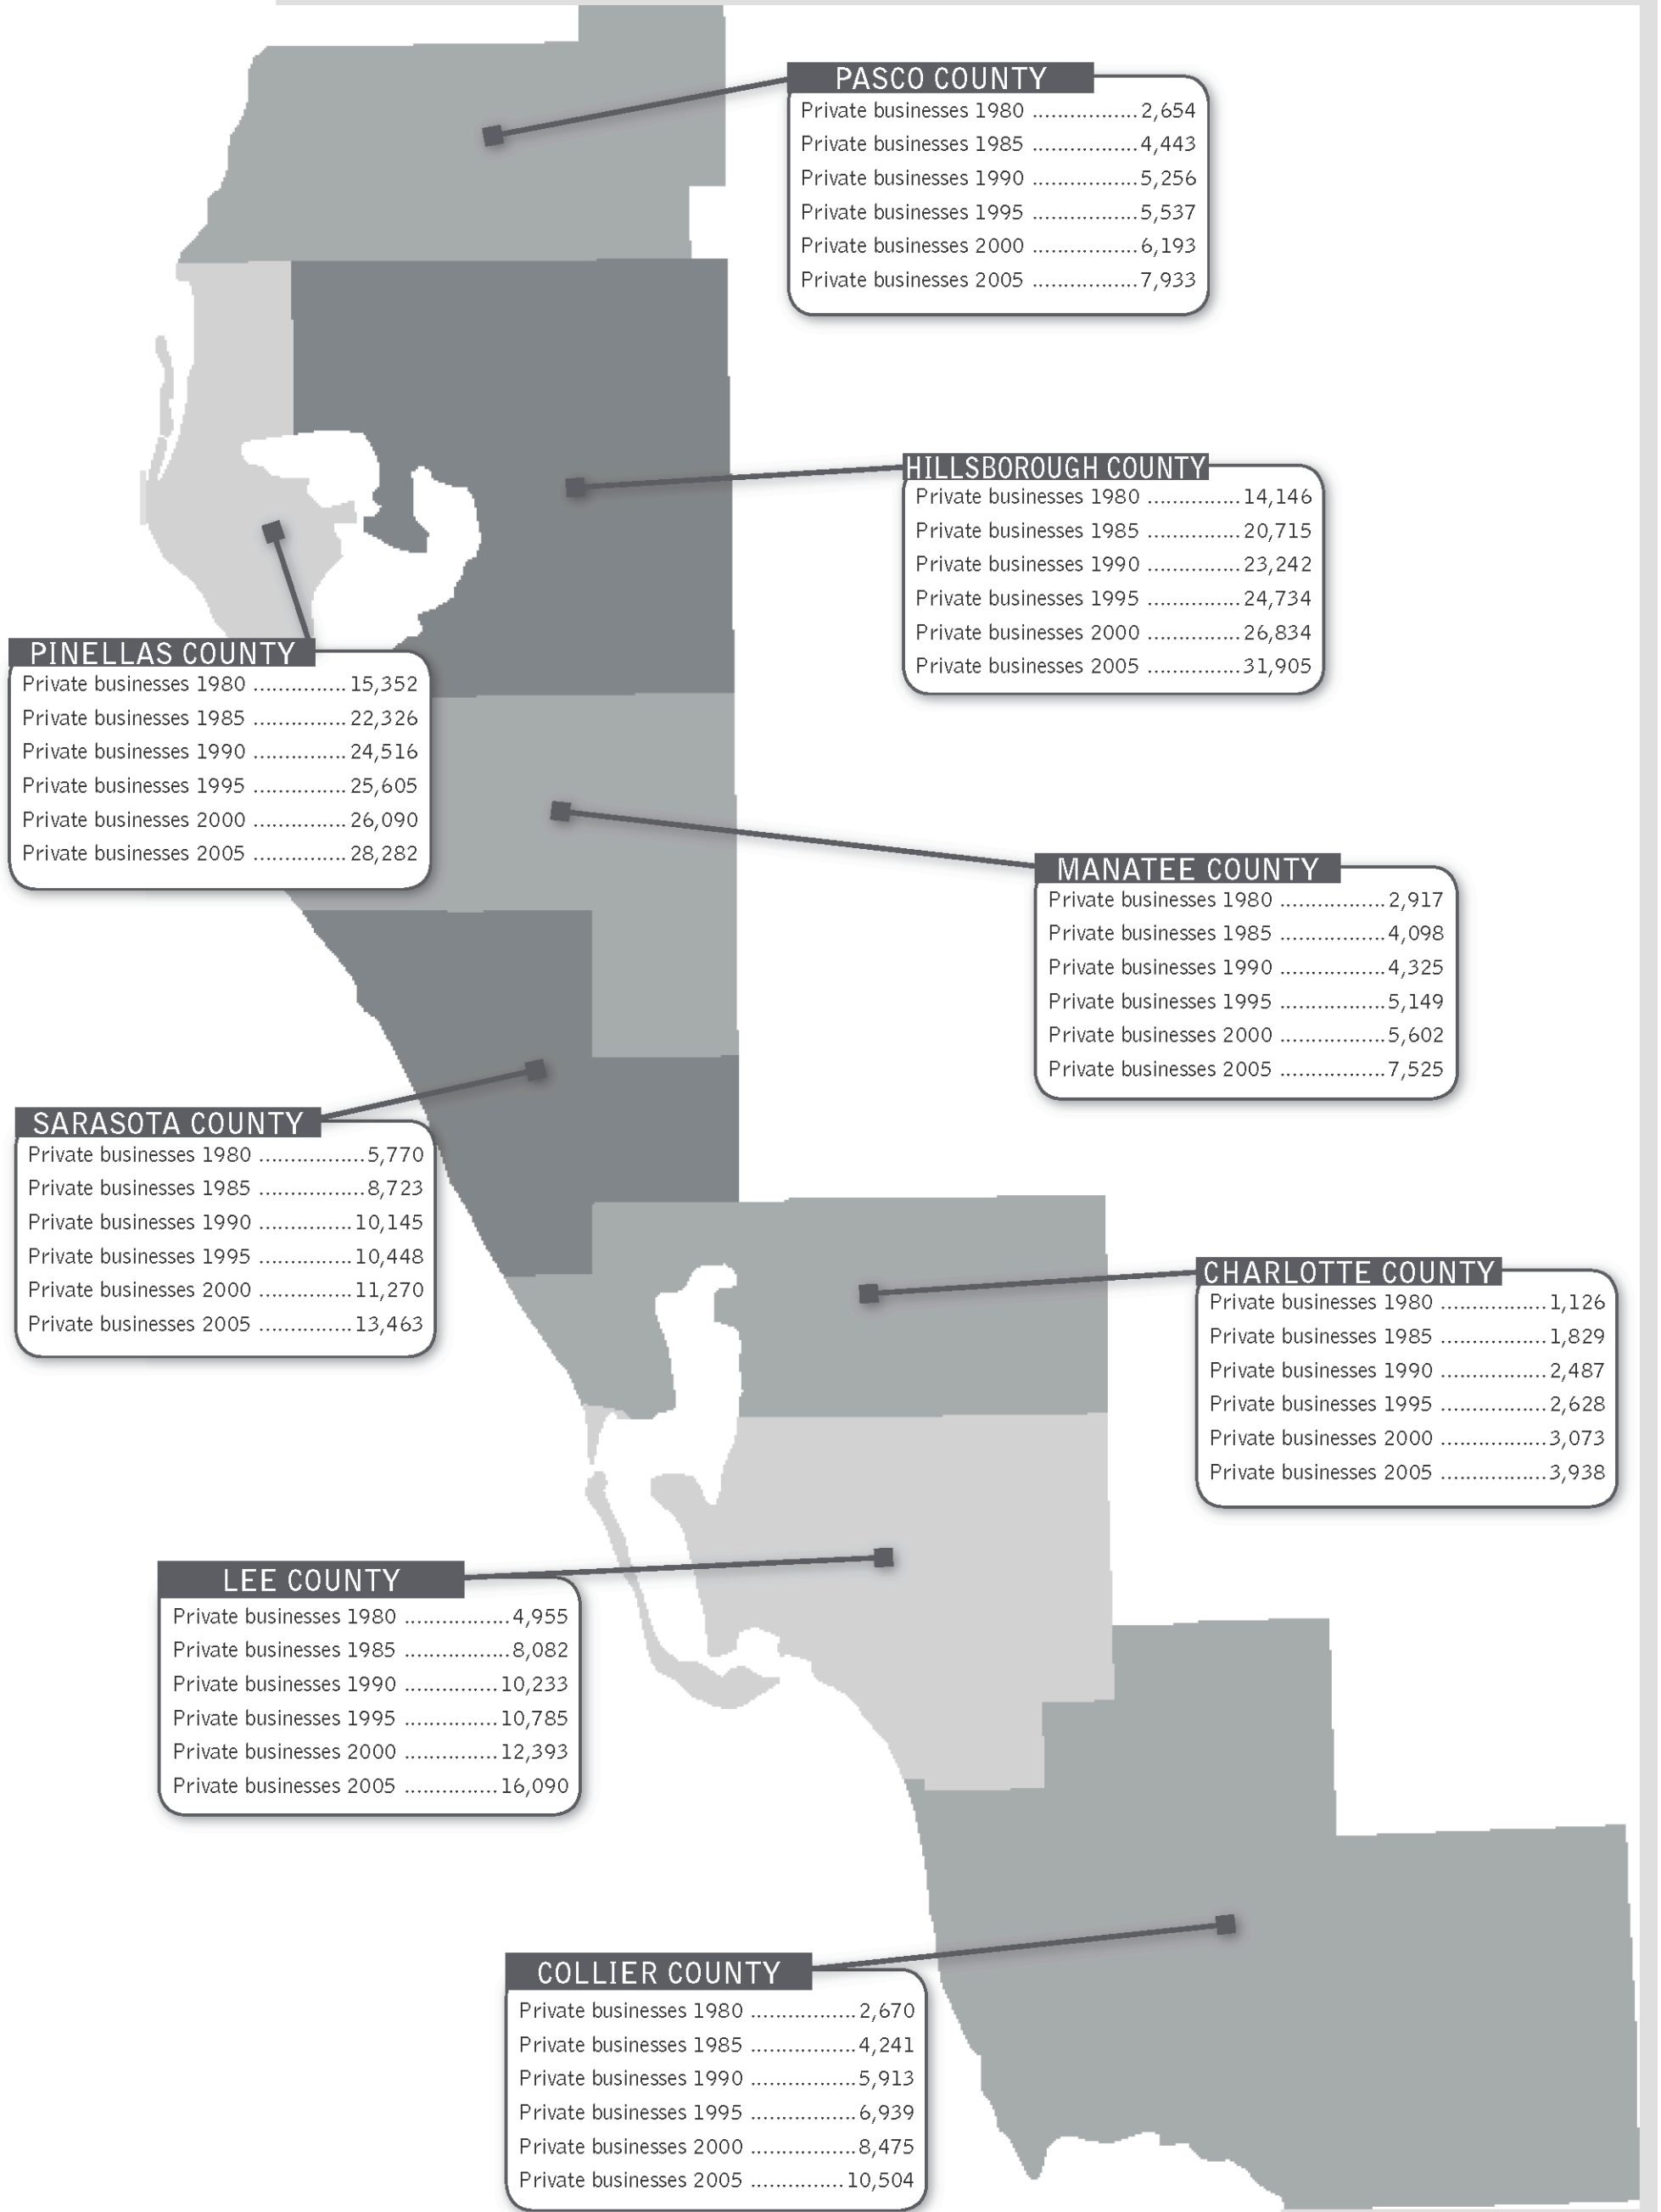 PASCO COUNTY
Private businesses 1980 .................2,654
Private businesses 1985 .................4,443
Private businesses 1990 .................5,256
Private businesses 1995 .................5,537
Private businesses 2000 .................6,193
Private businesses 2005 .................7,933
HILLSBOROUGH COUNTY
Private businesses 1980 ...............14,146
Private businesses 1985 ...............20,715
Private businesses 1990 ...............23,242
Private businesses 1995 ...............24,734
Private businesses 2000 ...............26,834
Private businesses 2005 ...............31,905
PINELLAS COUNTY
Private businesses 1980 ...............15,352
Private businesses 1985 ...............22,326
Private businesses 1990 ...............24,516
Private businesses 1995 ...............25,605
Private businesses 2000 ...............26,090
Private businesses 2005 ...............28,282
MANATEE COUNTY
Private businesses 1980 .................2,917
Private businesses 1985 .................4,098
Private businesses 1990 .................4,325
Private businesses 1995 .................5,149
Private businesses 2000 .................5,602
Private businesses 2005 .................7,525
SARASOTA COUNTY
Private businesses 1980 .................5,770
Private businesses 1985 .................8,723
Private businesses 1990 ...............10,145
Private businesses 1995 ...............10,448
Private businesses 2000 ...............11,270
Private businesses 2005 ...............13,463
CHARLOTTE COUNTY
Private businesses 1980 .................1,126
Private businesses 1985 .................1,829
Private businesses 1990 .................2,487
Private businesses 1995 .................2,628
Private businesses 2000 .................3,073
Private businesses 2005 .................3,938
LEE COUNTY
Private businesses 1980 .................4,955
Private businesses 1985 .................8,082
Private businesses 1990 ...............10,233
Private businesses 1995 ...............10,785
Private businesses 2000 ...............12,393
Private businesses 2005 ...............16,090
COLLIER COUNTY
Private businesses 1980 .................2,670
Private businesses 1985 .................4,241
Private businesses 1990 .................5,913
Private businesses 1995 .................6,939
Private businesses 2000 .................8,475
Private businesses 2005 ...............10,504